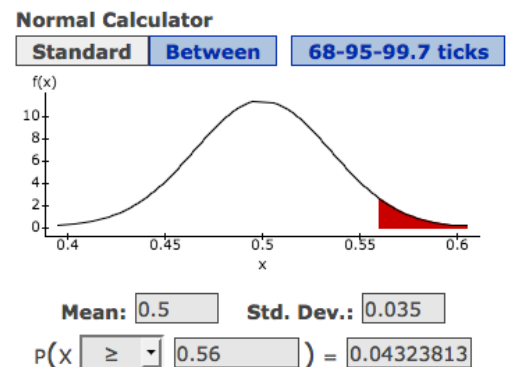 Normal Calculator
Standard Between 68-95-99.7 ticks
f(x)
10
8
6
4
2
0
0.4 0.45 0.5 0.55 0.6
x
Mean: 0.5 Std. Dev.: 0.035
P(X ≥ 0.56 ) = 0.04323813